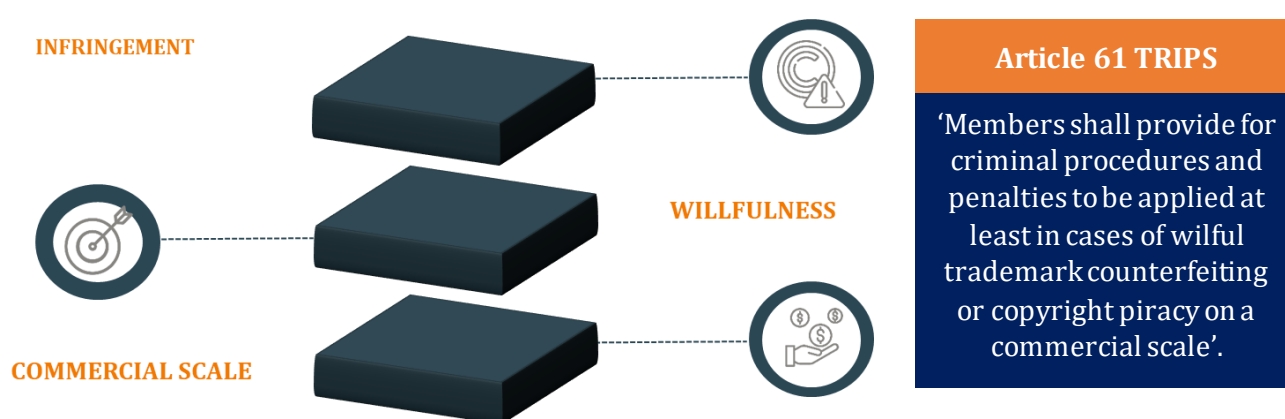 INFRINGEMENT
WILLFULNESS
COMMERCIAL SCALE
Article 61 TRIPS
‘Members shall provide for
criminal procedures and
penalties to be applied at
least in cases of wilful
trademark counterfeiting
or copyright piracy on a
commercial scale’.